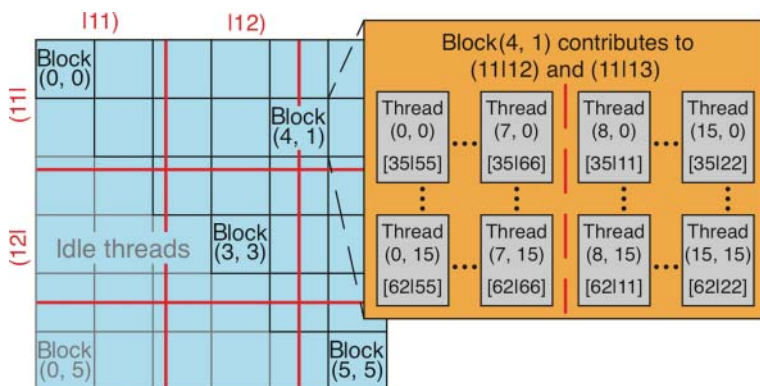 |11)
|12)
(11|
(12|
Block
(0, 0)
Block
(4, 1)
Idle threads
Block
(3, 3)
Block
(0, 5)
Block
(5, 5)
Block(4, 1) contributes to
(11|12) and (11|13)
Thread
(0, 0)
[35|55]
Thread
(7, 0)
[35|66]
Thread
(8, 0)
[35|11]
Thread
(15, 0)
[35|22]
Thread
(0, 15)
[62|55]
Thread
(7, 15)
[62|66]
Thread
(8, 15)
[62|11]
Thread
(15, 15)
[62|22]